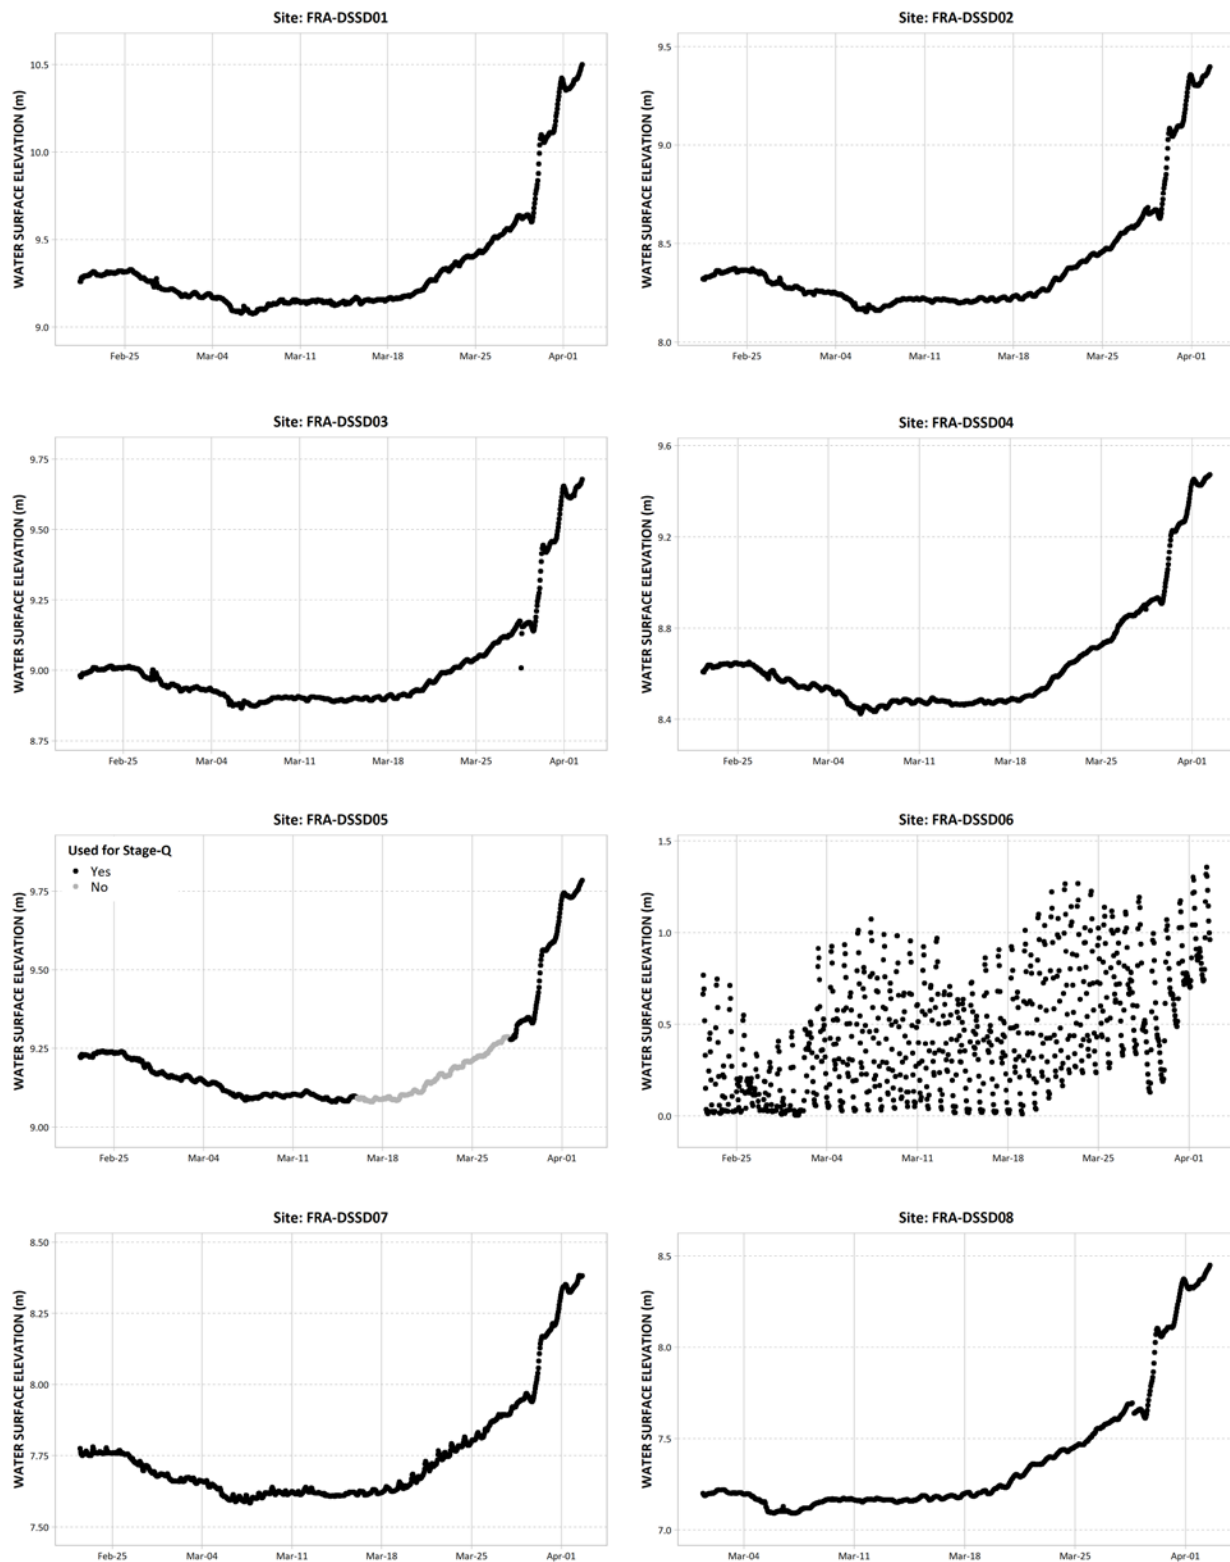 Site: FRA-DSSD01
WATER SURFACE ELEVATION (m)
10.5
10.0
9.5
9.0
Feb-25 Mar-04 Mar-11 Mar-18 Mar-25 Apr-01
Site: FRA-DSSD02
WATER SURFACE ELEVATION (m)
9.5
9.0
8.5
8.0
Feb-25 Mar-04 Mar-11 Mar-18 Mar-25 Apr-01
Site: FRA-DSSD03
WATER SURFACE ELEVATION (m)
9.75
9.50
9.25
9.00
8.75
Feb-25 Mar-04 Mar-11 Mar-18 Mar-25 Apr-01
Site: FRA-DSSD04
WATER SURFACE ELEVATION (m)
9.6
9.2
8.8
8.4
Feb-25 Mar-04 Mar-11 Mar-18 Mar-25 Apr-01
Site: FRA-DSSD05
WATER SURFACE ELEVATION (m)
Used for Stage-Q
Yes
No
9.75
9.50
9.25
9.00
Feb-25 Mar-04 Mar-11 Mar-18 Mar-25 Apr-01
Site: FRA-DSSD06
WATER SURFACE ELEVATION (m)
1.5
1.0
0.5
0.0
Feb-25 Mar-04 Mar-11 Mar-18 Mar-25 Apr-01
Site: FRA-DSSD07
WATER SURFACE ELEVATION (m)
8.50
8.25
8.00
7.75
7.50
Feb-25 Mar-04 Mar-11 Mar-18 Mar-25 Apr-01
Site: FRA-DSSD08
WATER SURFACE ELEVATION (m)
8.5
8.0
7.5
7.0
Mar-04 Mar-11 Mar-18 Mar-25 Apr-01